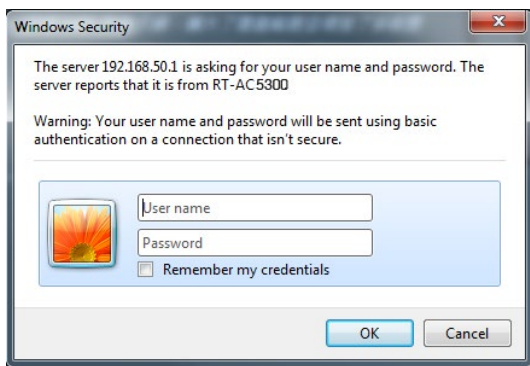 Windows Security
The server 192.168.50.1 is asking for your user name and password. The
server reports that it is from RT-AC5300
Warning: Your user name and password will be sent using basic
authentication on a connection that isn't secure.
User name
Password
Remember my credentials
OK
Cancel